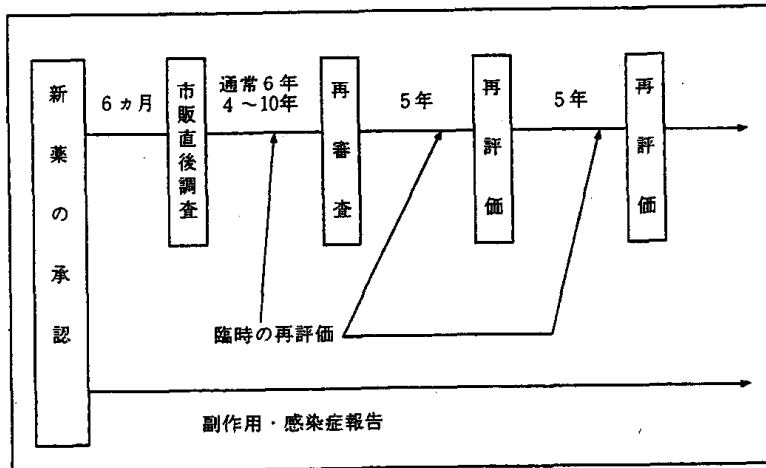 新薬の承認
6ヵ月
市販直後調査
通常6年
4～10年
再審査
5年
再評価
5年
再評価
臨時の再評価
副作用・感染症報告